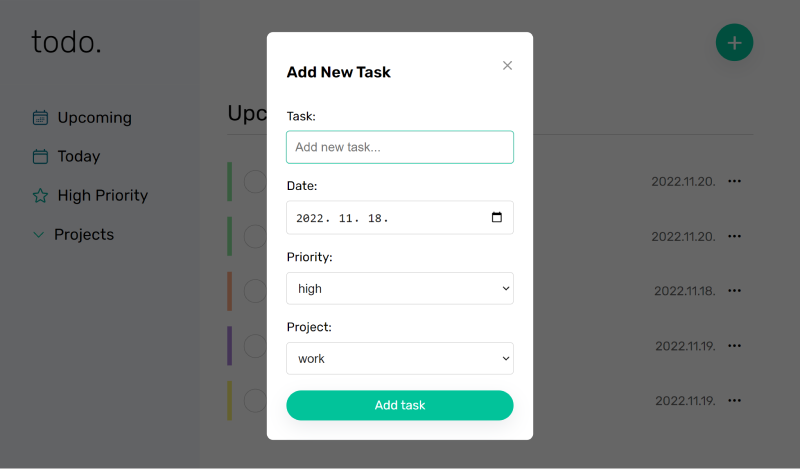 todo.
Upcoming
Today
High Priority
Projects
Upc
2022.11.20.
2022.11.20.
2022.11.18.
2022.11.19.
2022.11.19.
Add New Task
Task:
Add new task...
Date:
2022. 11. 18.
Priority:
high
Project:
work
Add task